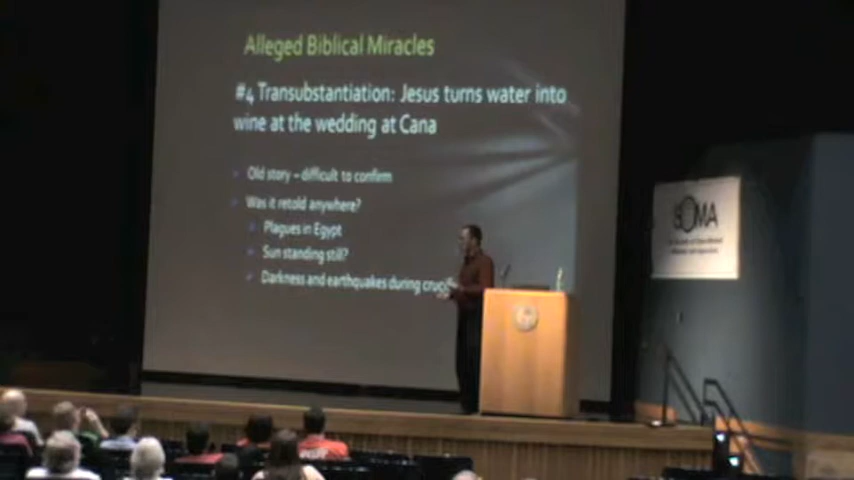 Alleged Biblical Miracles
#4 Transubstantiation: Jesus turns water into
wine at the wedding at Cana
Old story – difficult to confirm
Was it retold anywhere?
Plagues in Egypt
Sun standing still?
Darkness and earthquakes during
SOMA